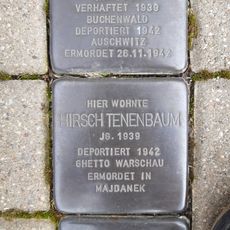 VERHAFTET 1939
BUCHENWALD
DEPORTIERT 1942
AUSCHWITZ
ERMORDET 26.11.1942
HIER WOHNTE
HIRSCH TENENBAUM
JG. 1939
DEPORTIERT 1942
GHETTO WARSCHAU
ERMORDET IN
MAJDANEK